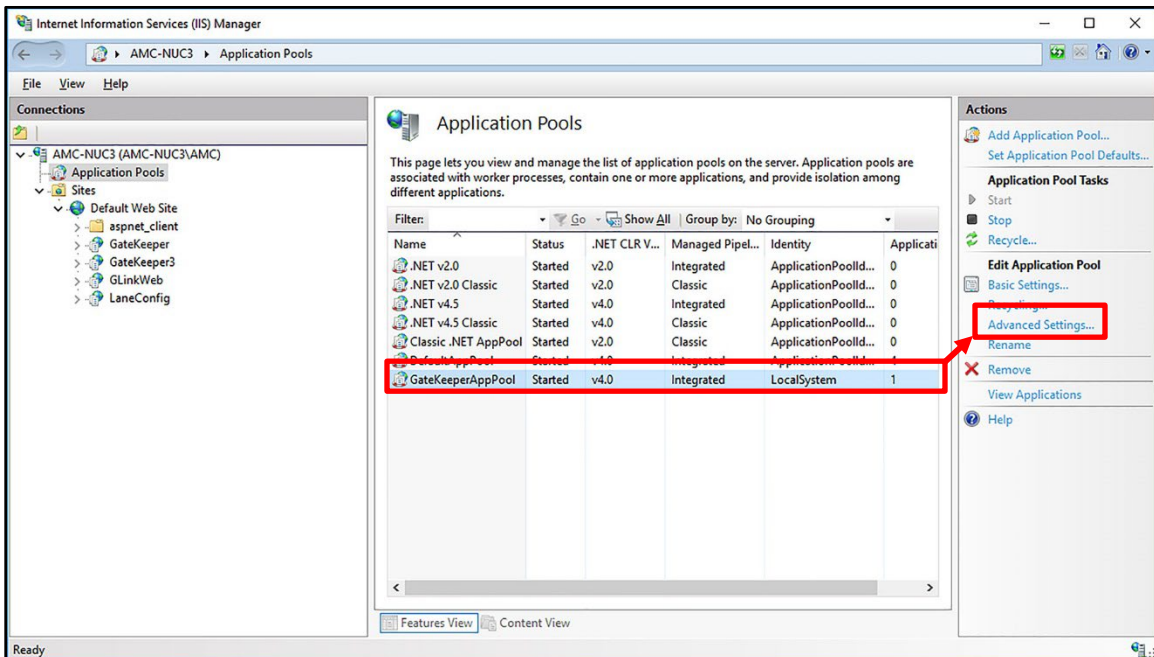 Internet Information Services (IIS) Manager
AMC-NUC3 Application Pools
File View Help
Connections
AMC-NUC3 (AMC-NUC3\AMC)
Application Pools
Sites
Default Web Site
aspnet_client
GateKeeper
GateKeeper3
GLinkWeb
LaneConfig
Application Pools
This page lets you view and manage the list of application pools on the server. Application pools are
associated with worker processes, contain one or more applications, and provide isolation among
different applications.
Filter: Go Show All Group by: No Grouping
Name Status .NET CLR V... Managed Pipel... Identity Applicati
.NET v2.0 Started v2.0 Integrated ApplicationPoolId... 0
.NET v2.0 Classic Started v2.0 Classic ApplicationPoolId... 0
.NET v4.5 Started v4.0 Integrated ApplicationPoolId... 0
.NET v4.5 Classic Started v4.0 Classic ApplicationPoolId... 0
Classic .NET AppPool Started v2.0 Classic ApplicationPoolId... 0
DefaultAppPool Started v4.0 Integrated ApplicationPoolId... 4
GateKeeperAppPool Started v4.0 Integrated LocalSystem 1
Features View Content View
Actions
Add Application Pool...
Set Application Pool Defaults...
Application Pool Tasks
Start
Stop
Recycle...
Edit Application Pool
Basic Settings...
Recycling...
Advanced Settings...
Rename
Remove
View Applications
Help
Ready